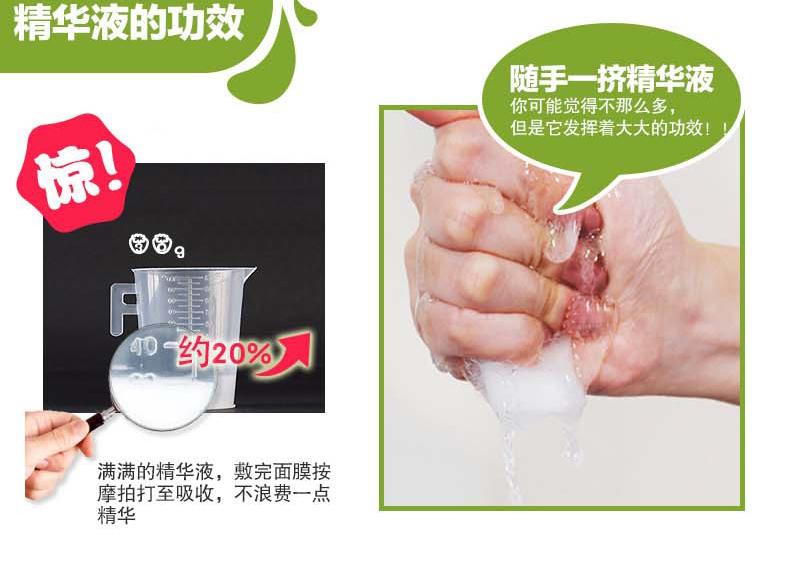 精华液的功效
随手一挤精华液
你可能觉得不那么多，
但是它发挥着大大的功效！！
惊！
36g
约20%
40
满满的精华液，敷完面膜按
摩拍打至吸收，不浪费一点
精华